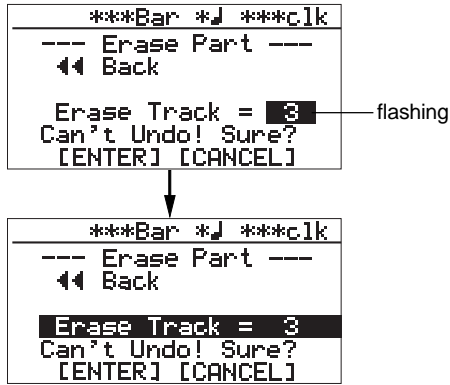 ***Bar *♩ ***clk
--- Erase Part ---
◀◀ Back
Erase Track = 3
flashing
Can't Undo! Sure?
[ENTER] [CANCEL]
***Bar *♩ ***clk
--- Erase Part ---
◀◀ Back
Erase Track = 3
Can't Undo! Sure?
[ENTER] [CANCEL]